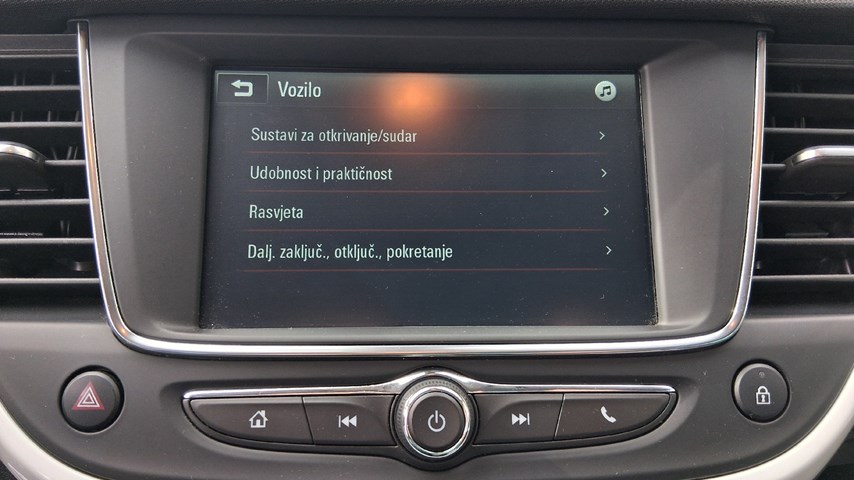 Vozilo
Sustavi za otkrivanje/sudar
Udobnost i praktičnost
Rasvjeta
Dalj. zaključ., otključ., pokretanje